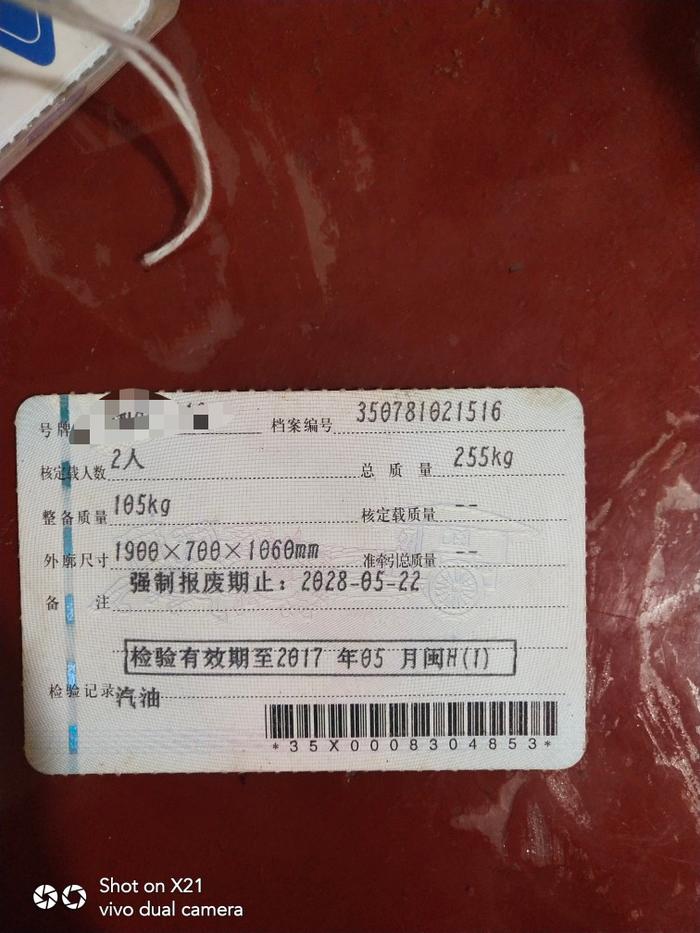 号牌 档案编号 350781021516
核定载人数 2人 总质量 255kg
整备质量 105kg 核定载质量 --
外廓尺寸 1900×700×1060mm 准牵引总质量 --
强制报废期止：2028-05-22
备注
检验有效期至2017 年05 月闽H(1)
检验记录 汽油
*35X0008304853*
Shot on X21
vivo dual camera